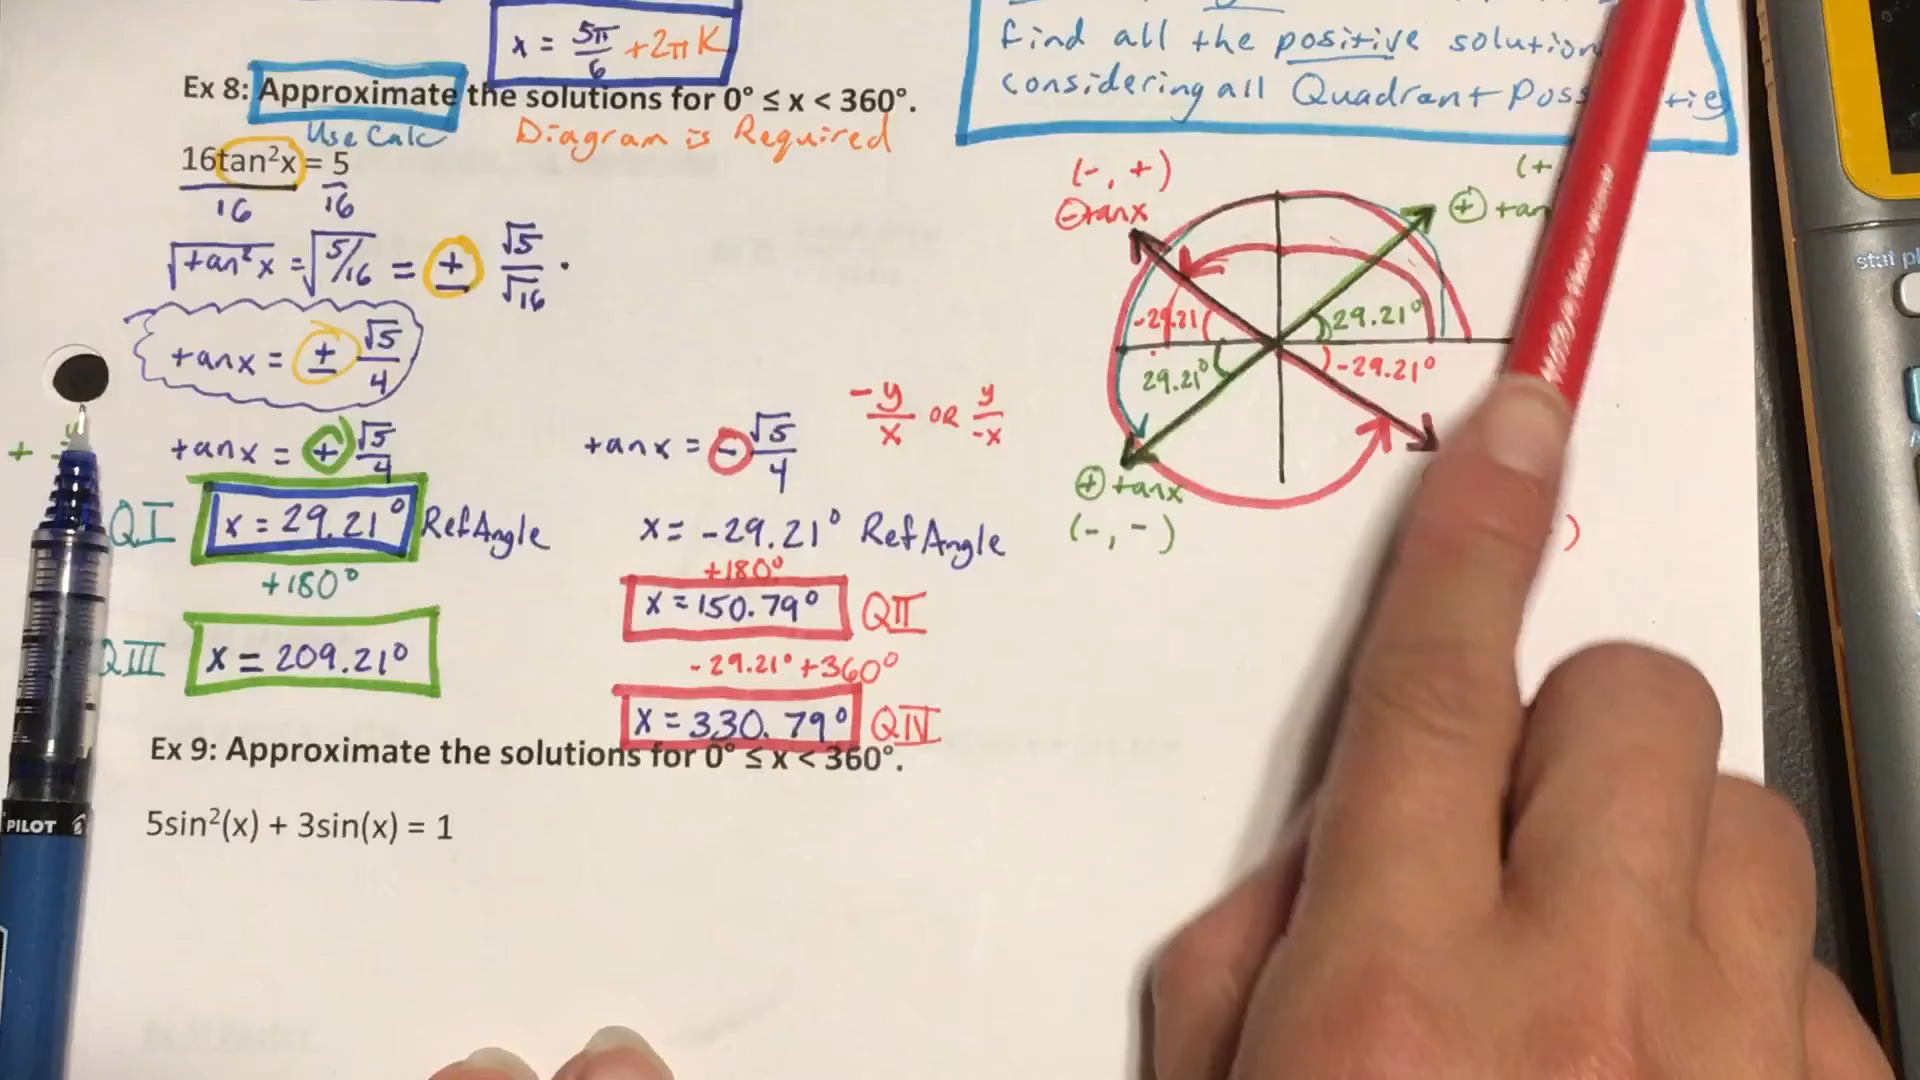 x = 5π/6 +2πK
find all the positive solution
considering all Quadrant Poss ties
Ex 8: Approximate the solutions for 0° ≤ x < 360°.
Use Calc Diagram is Required
16tan²x = 5
16 16
√tan²x = √5/16 = ± √5/√16 .
tanx = ± √5/4
tanx = + √5/4
QI x = 29.21° RefAngle
+180°
QIII x = 209.21°
tanx = - √5/4
-y/x OR y/-x
x = -29.21° RefAngle
+180°
x = 150.79° QII
-29.21° +360°
x = 330.79° QIV
(-, +)
⊖tanx
(+
⊕ tan
-29.21
29.21°
29.21°
-29.21°
⊕ tanx
(-, -)
)
Ex 9: Approximate the solutions for 0° ≤ x < 360°.
5sin²(x) + 3sin(x) = 1
+
PILOT
stat pl